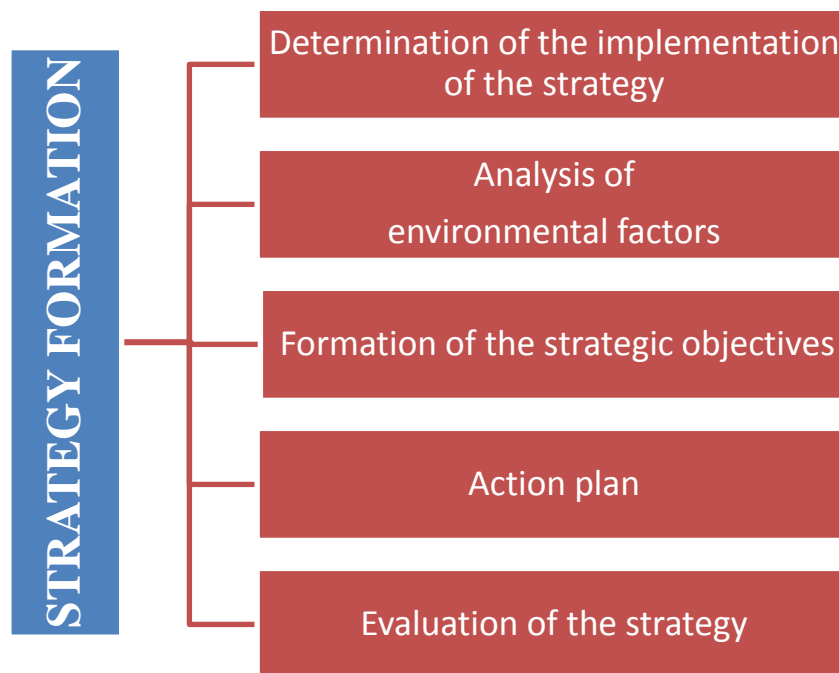 STRATEGY FORMATION
Determination of the implementation
of the strategy
Analysis of
environmental factors
Formation of the strategic objectives
Action plan
Evaluation of the strategy